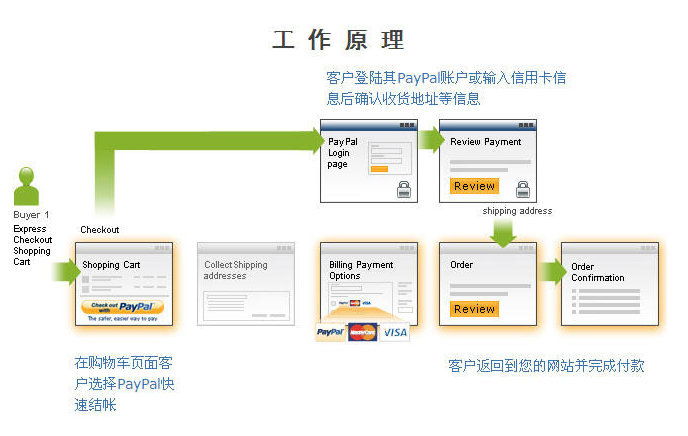 工作原理
客户登陆其PayPal账户或输入信用卡信
息后确认收货地址等信息
PayPal
Login
page
Review Payment
Review
Buyer 1
Express
Checkout
Shopping
Cart
Checkout
shipping address
Shopping Cart
Check out
with PayPal
The safer, easier way to pay
Collect Shipping
addresses
Billing Payment
Options
PayPal VISA
PayPal MasterCard VISA
Order
Review
Order
Confirmation
在购物车页面客
户选择PayPal快
速结帐
客户返回到您的网站并完成付款